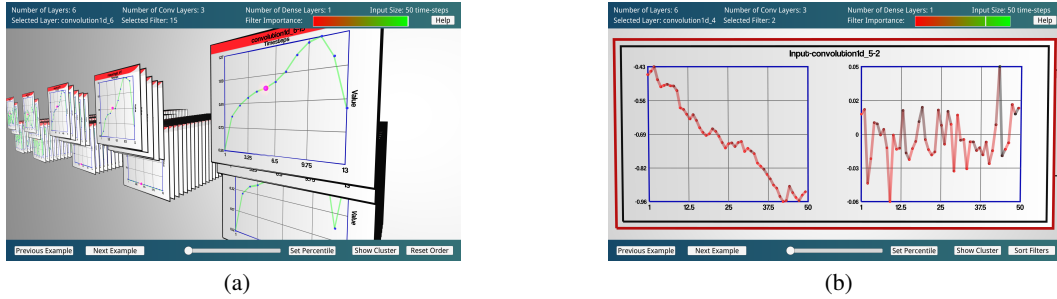 Number of Layers: 6 Number of Conv Layers: 3 Number of Dense Layers: 1 Input Size: 50 time-steps
Selected Layer: convolution1d_6 Selected Filter: 15 Filter Importance: Help
Timesteps
Value
1 3.25 6.5 9.75 13
Value
Previous Example Next Example Set Percentile Show Cluster Reset Order
(a)
Number of Layers: 6 Number of Conv Layers: 3 Number of Dense Layers: 1 Input Size: 50 time-steps
Selected Layer: convolution1d_4 Selected Filter: 2 Filter Importance: Help
Input-convolution1d_5-2
-0.43 0.05
-0.56 0.02
-0.69 0
-0.82 -0.03
-0.96 -0.06
1 12.5 25 37.5 50 1 12.5 25 37.5 50
Previous Example Next Example Set Percentile Show Cluster Sort Filters
(b)